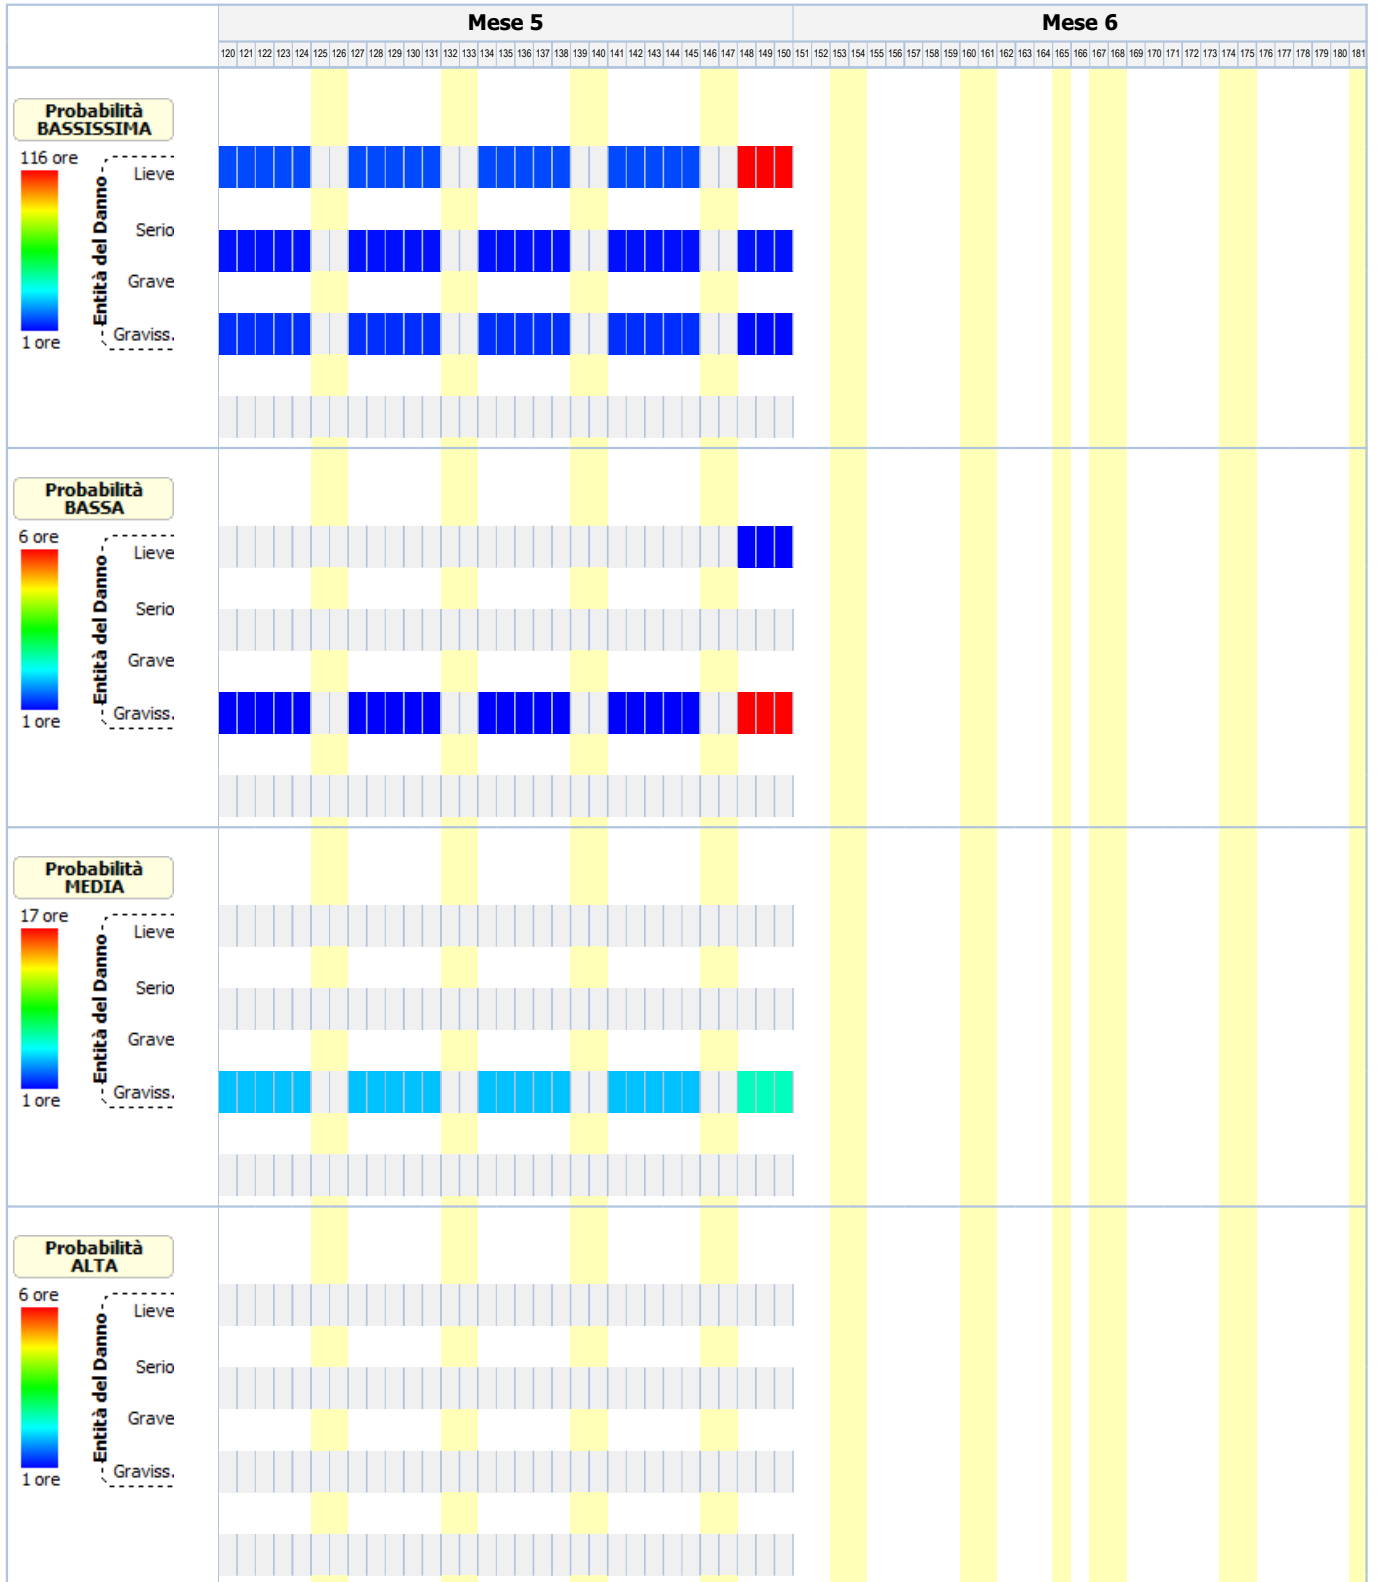 Mese 5 Mese 6
120 121 122 123 124 125 126 127 128 129 130 131 132 133 134 135 136 137 138 139 140 141 142 143 144 145 146 147 148 149 150 151 152 153 154 155 156 157 158 159 160 161 162 163 164 165 166 167 168 169 170 171 172 173 174 175 176 177 178 179 180 181
Probabilità
BASSISSIMA
116 ore
Entità del Danno
Lieve
Serio
Grave
Graviss.
1 ore
Probabilità
BASSA
6 ore
Entità del Danno
Lieve
Serio
Grave
Graviss.
1 ore
Probabilità
MEDIA
17 ore
Entità del Danno
Lieve
Serio
Grave
Graviss.
1 ore
Probabilità
ALTA
6 ore
Entità del Danno
Lieve
Serio
Grave
Graviss.
1 ore